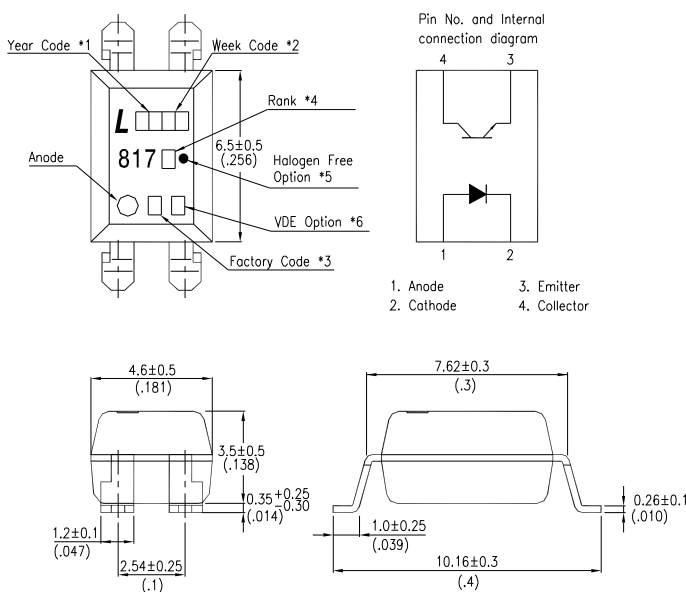 Year Code *1
Week Code *2
Rank *4
L
817
6.5±0.5
(.256)
Anode
Halogen Free
Option *5
VDE Option *6
Factory Code *3
Pin No. and Internal
connection diagram
4 3
1 2
1. Anode 3. Emitter
2. Cathode 4. Collector
4.6±0.5
(.181)
3.5±0.5
(.138)
0.35 +0.25
-0.30
(.014)
1.2±0.1
(.047)
2.54±0.25
(.1)
7.62±0.3
(.3)
0.26±0.1
(.010)
1.0±0.25
(.039)
10.16±0.3
(.4)